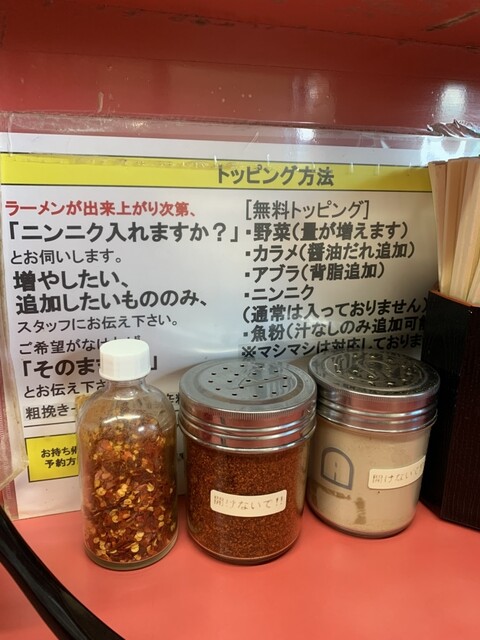 トッピング方法
ラーメンが出来上がり次第、
「ニンニク入れますか？」
とお伺いします。
増やしたい、
追加したいもののみ、
スタッフにお伝え下さい。
ご希望がなければ
「そのまま
とお伝え下さ
粗挽き
お持ち帰
予約方
[無料トッピング]
・野菜(量が増えます)
・カラメ(醤油だれ追加)
・アブラ(背脂追加)
・ニンニク
(通常は入っておりません)
・魚粉(汁なしのみ追加可能
※マシマシは対応しておりま
開けないで下
開けないで下